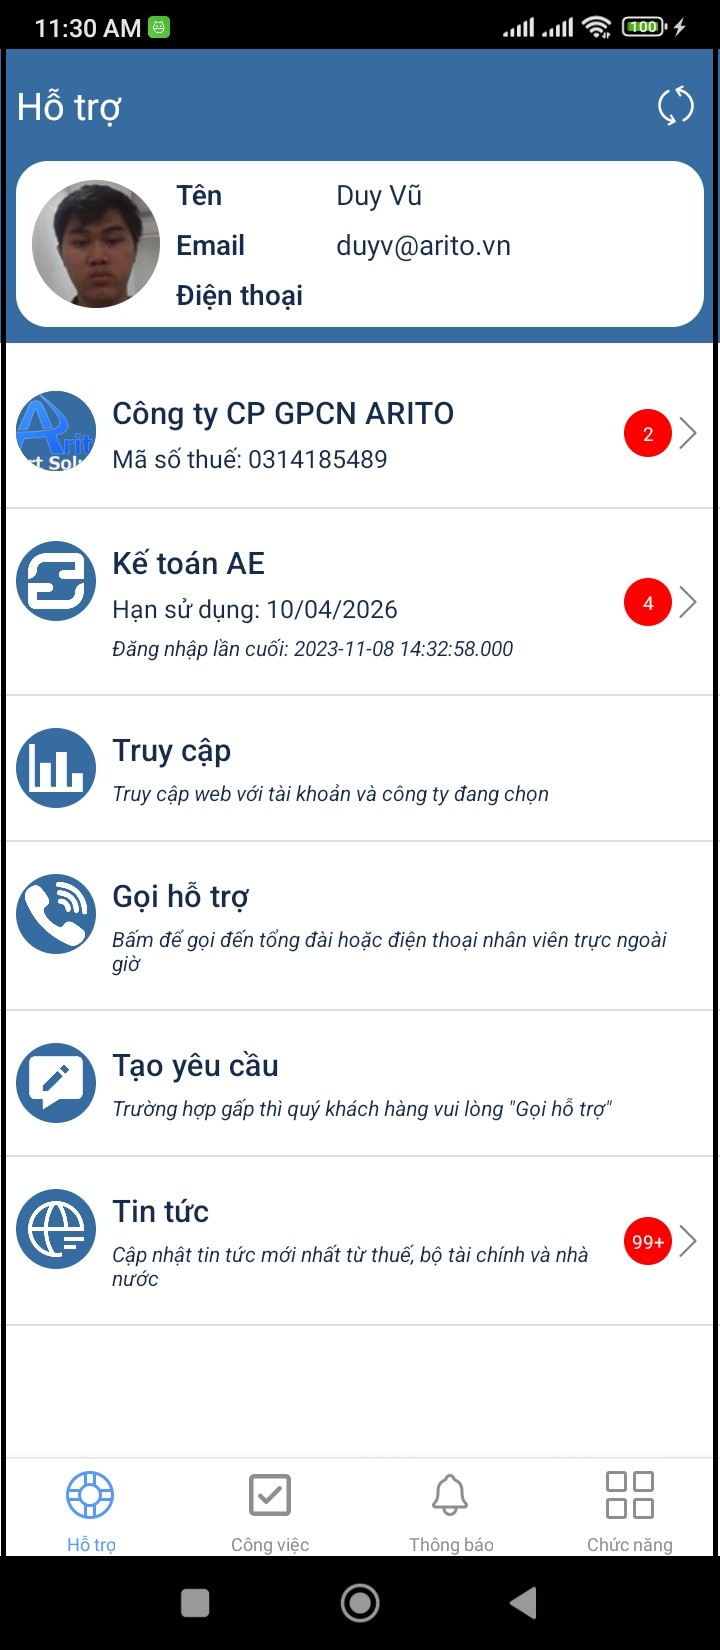 11:30 AM
100
Hỗ trợ
Tên Duy Vũ
Email duyv@arito.vn
Điện thoại
Công ty CP GPCN ARITO
Mã số thuế: 0314185489
2
Kế toán AE
Hạn sử dụng: 10/04/2026
Đăng nhập lần cuối: 2023-11-08 14:32:58.000
4
Truy cập
Truy cập web với tài khoản và công ty đang chọn
Gọi hỗ trợ
Bấm để gọi đến tổng đài hoặc điện thoại nhân viên trực ngoài
giờ
Tạo yêu cầu
Trường hợp gấp thì quý khách hàng vui lòng "Gọi hỗ trợ"
Tin tức
Cập nhật tin tức mới nhất từ thuế, bộ tài chính và nhà
nước
99+
Hỗ trợ Công việc Thông báo Chức năng